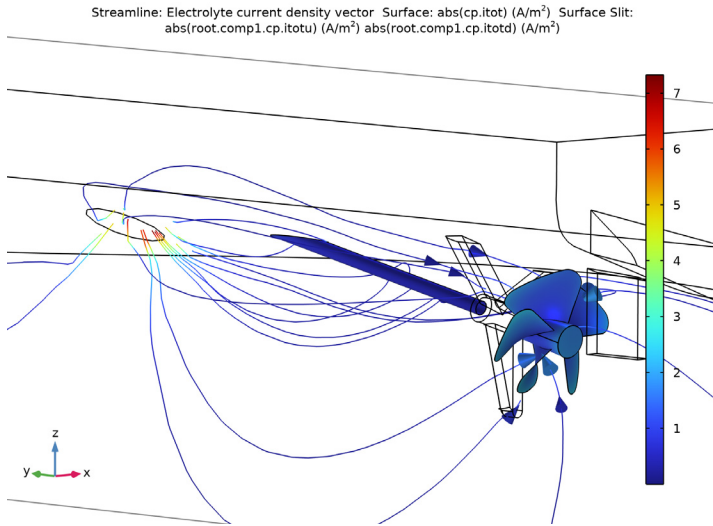 Streamline: Electrolyte current density vector  Surface: abs(cp.itot) (A/m²)  Surface Slit:
abs(root.comp1.cp.itotu) (A/m²) abs(root.comp1.cp.itotd) (A/m²)
7
6
5
4
3
2
1
z
y
x